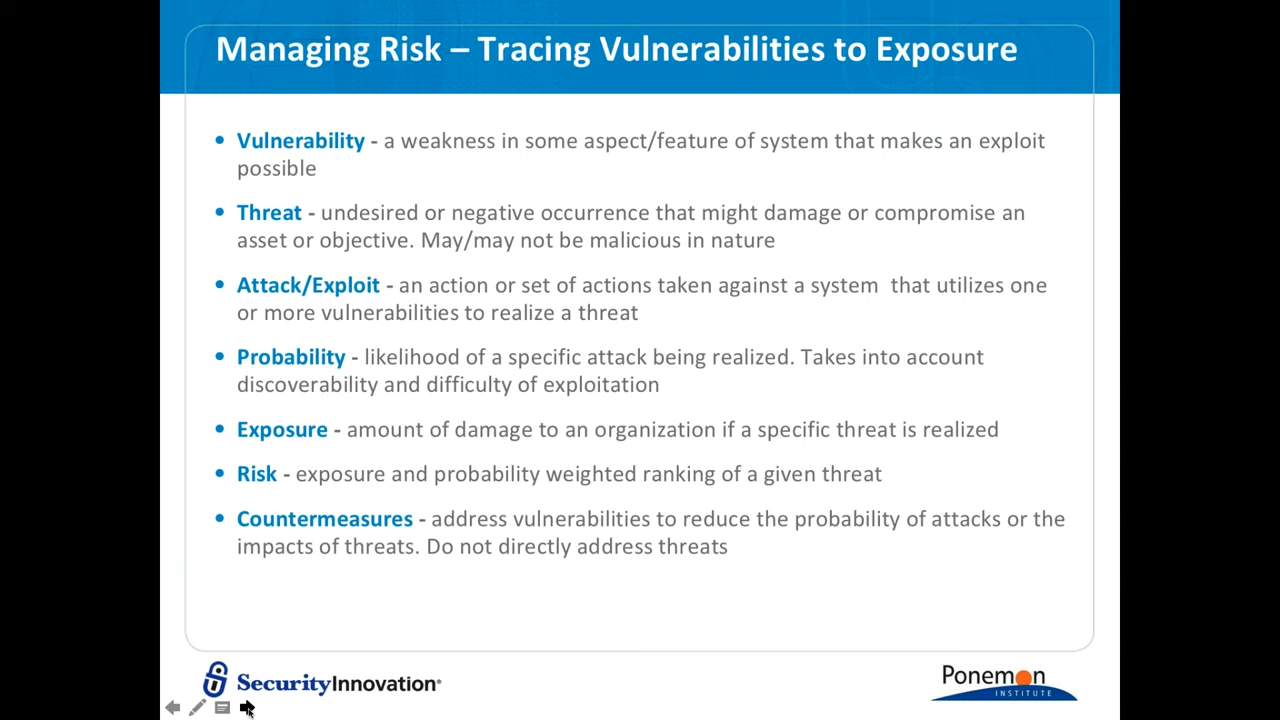 Managing Risk – Tracing Vulnerabilities to Exposure
• Vulnerability - a weakness in some aspect/feature of system that makes an exploit
possible
• Threat - undesired or negative occurrence that might damage or compromise an
asset or objective. May/may not be malicious in nature
• Attack/Exploit - an action or set of actions taken against a system  that utilizes one
or more vulnerabilities to realize a threat
• Probability - likelihood of a specific attack being realized. Takes into account
discoverability and difficulty of exploitation
• Exposure - amount of damage to an organization if a specific threat is realized
• Risk - exposure and probability weighted ranking of a given threat
• Countermeasures - address vulnerabilities to reduce the probability of attacks or the
impacts of threats. Do not directly address threats
SecurityInnovation®
Ponemon
INSTITUTE